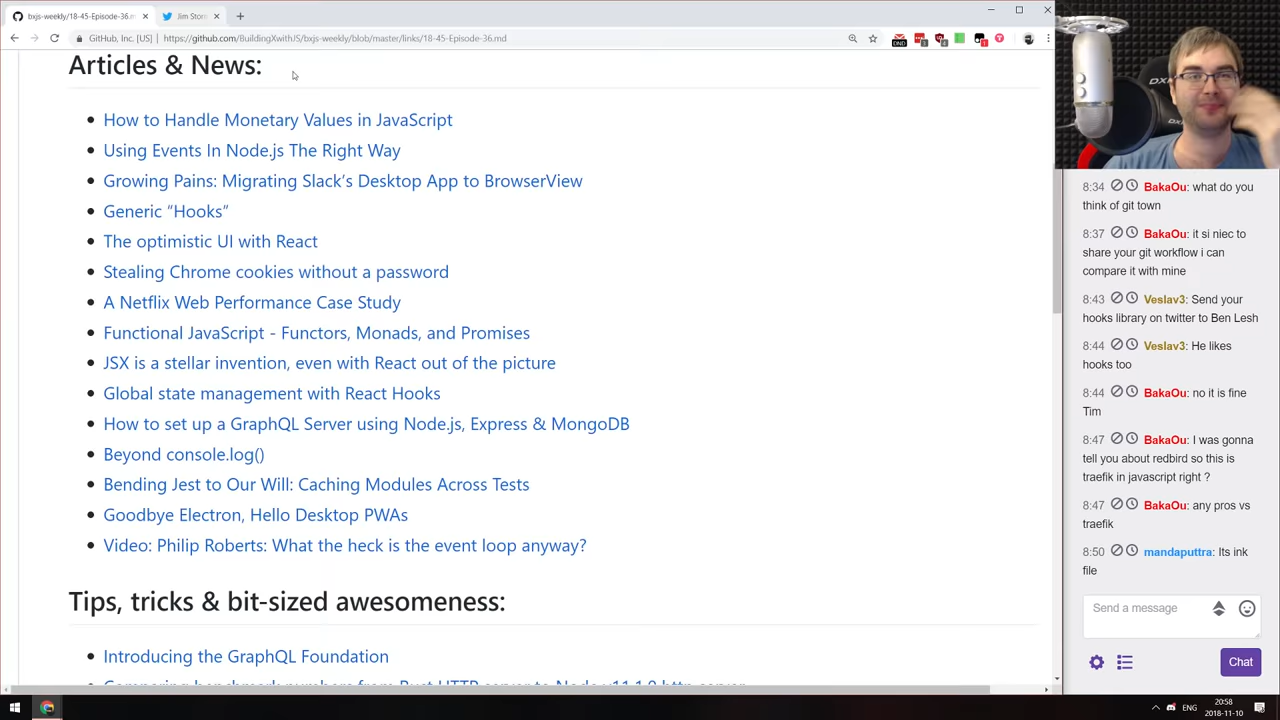 bxjs-weekly/18-45-Episode-36.m
Jim Storr
GitHub, Inc. [US]
https://github.com/BuildingXwithJS/bxjs-weekly/blob/master/links/18-45-Episode-36.md
Articles & News:
How to Handle Monetary Values in JavaScript
Using Events In Node.js The Right Way
Growing Pains: Migrating Slack’s Desktop App to BrowserView
Generic “Hooks”
The optimistic UI with React
Stealing Chrome cookies without a password
A Netflix Web Performance Case Study
Functional JavaScript - Functors, Monads, and Promises
JSX is a stellar invention, even with React out of the picture
Global state management with React Hooks
How to set up a GraphQL Server using Node.js, Express & MongoDB
Beyond console.log()
Bending Jest to Our Will: Caching Modules Across Tests
Goodbye Electron, Hello Desktop PWAs
Video: Philip Roberts: What the heck is the event loop anyway?
Tips, tricks & bit-sized awesomeness:
Introducing the GraphQL Foundation
8:34 BakaOu: what do you
think of git town
8:37 BakaOu: it si niec to
share your git workflow i can
compare it with mine
8:43 Veslav3: Send your
hooks library on twitter to Ben Lesh
8:44 Veslav3: He likes
hooks too
8:44 BakaOu: no it is fine
Tim
8:47 BakaOu: I was gonna
tell you about redbird so this is
traefik in javascript right ?
8:47 BakaOu: any pros vs
traefik
8:50 mandaputtra: Its ink
file
Send a message
Chat
ENG
20:58
2018-11-10